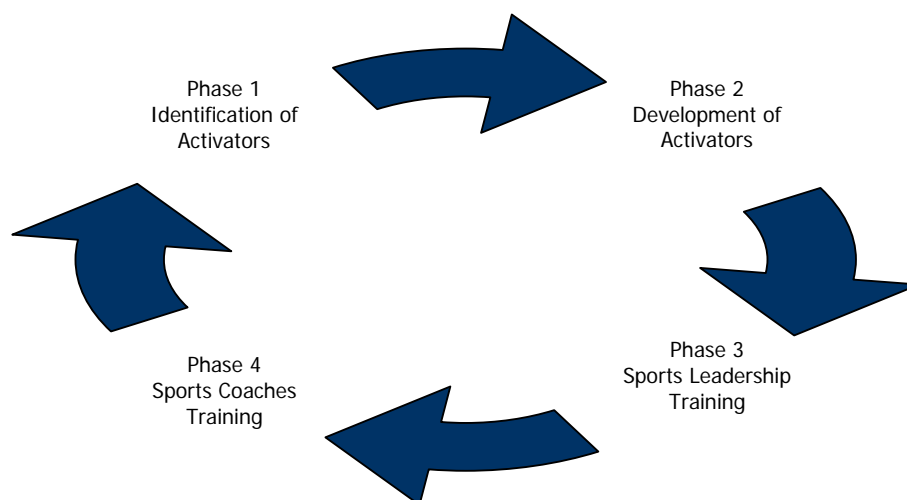 Phase 1
Identification of
Activators
Phase 2
Development of
Activators
Phase 3
Sports Leadership
Training
Phase 4
Sports Coaches
Training